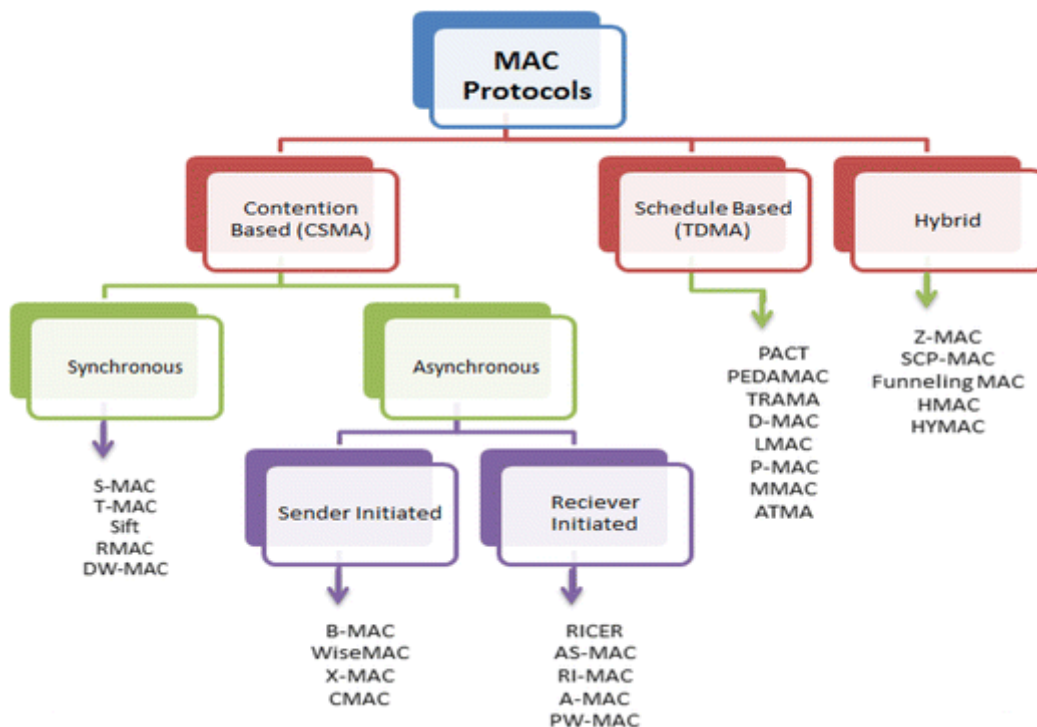 MAC
Protocols
Contention
Based (CSMA)
Schedule Based
(TDMA)
Hybrid
Synchronous
Asynchronous
Z-MAC
SCP-MAC
Funneling MAC
HMAC
HYMAC
PACT
PEDAMAC
TRAMA
D-MAC
LMAC
P-MAC
MMAC
ATMA
S-MAC
T-MAC
Sift
RMAC
DW-MAC
Sender Initiated
Reciever
Initiated
B-MAC
WiseMAC
X-MAC
CMAC
RICER
AS-MAC
RI-MAC
A-MAC
PW-MAC